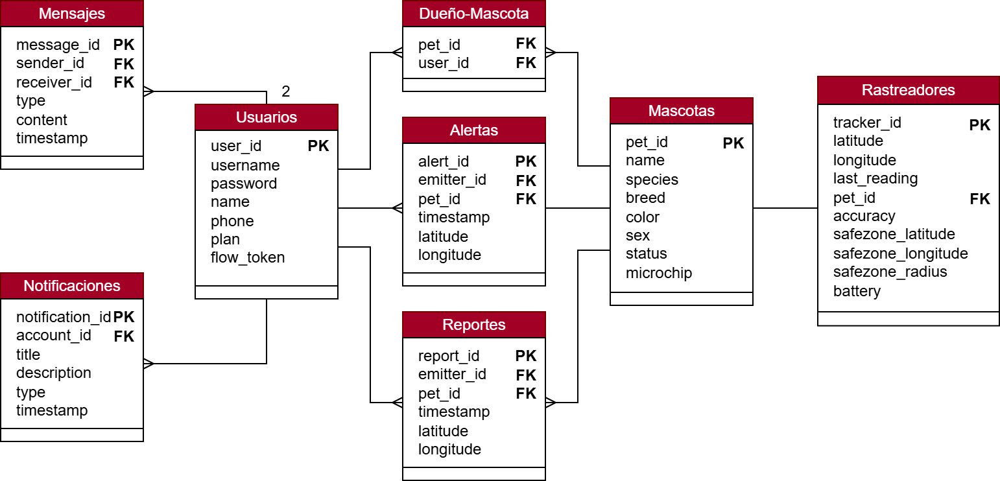 Mensajes
message_id PK
sender_id FK
receiver_id FK
type
content
timestamp
2
Usuarios
user_id PK
username
password
name
phone
plan
flow_token
Notificaciones
notification_id PK
account_id FK
title
description
type
timestamp
Dueño-Mascota
pet_id FK
user_id FK
Alertas
alert_id PK
emitter_id FK
pet_id FK
timestamp
latitude
longitude
Reportes
report_id PK
emitter_id FK
pet_id FK
timestamp
latitude
longitude
Mascotas
pet_id PK
name
species
breed
color
sex
status
microchip
Rastreadores
tracker_id PK
latitude
longitude
last_reading
pet_id FK
accuracy
safezone_latitude
safezone_longitude
safezone_radius
battery